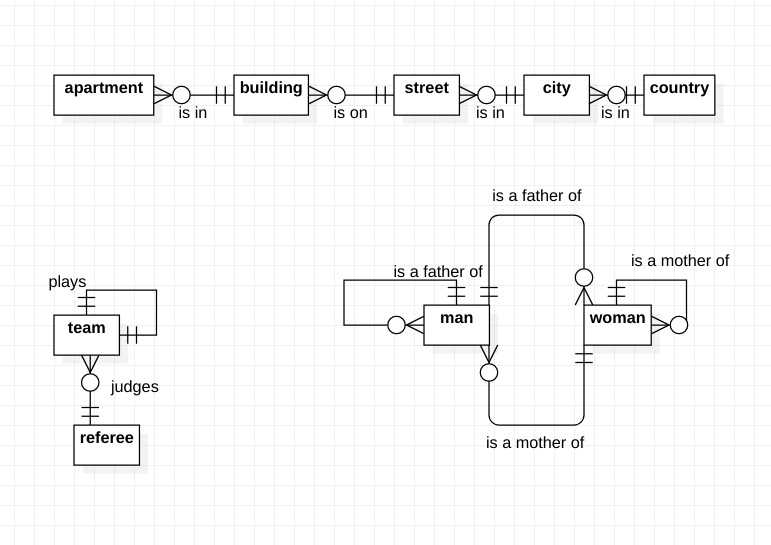 apartment
building
street
city
country
is in
is on
is in
is in
is a father of
is a mother of
is a father of
plays
man
woman
team
judges
referee
is a mother of